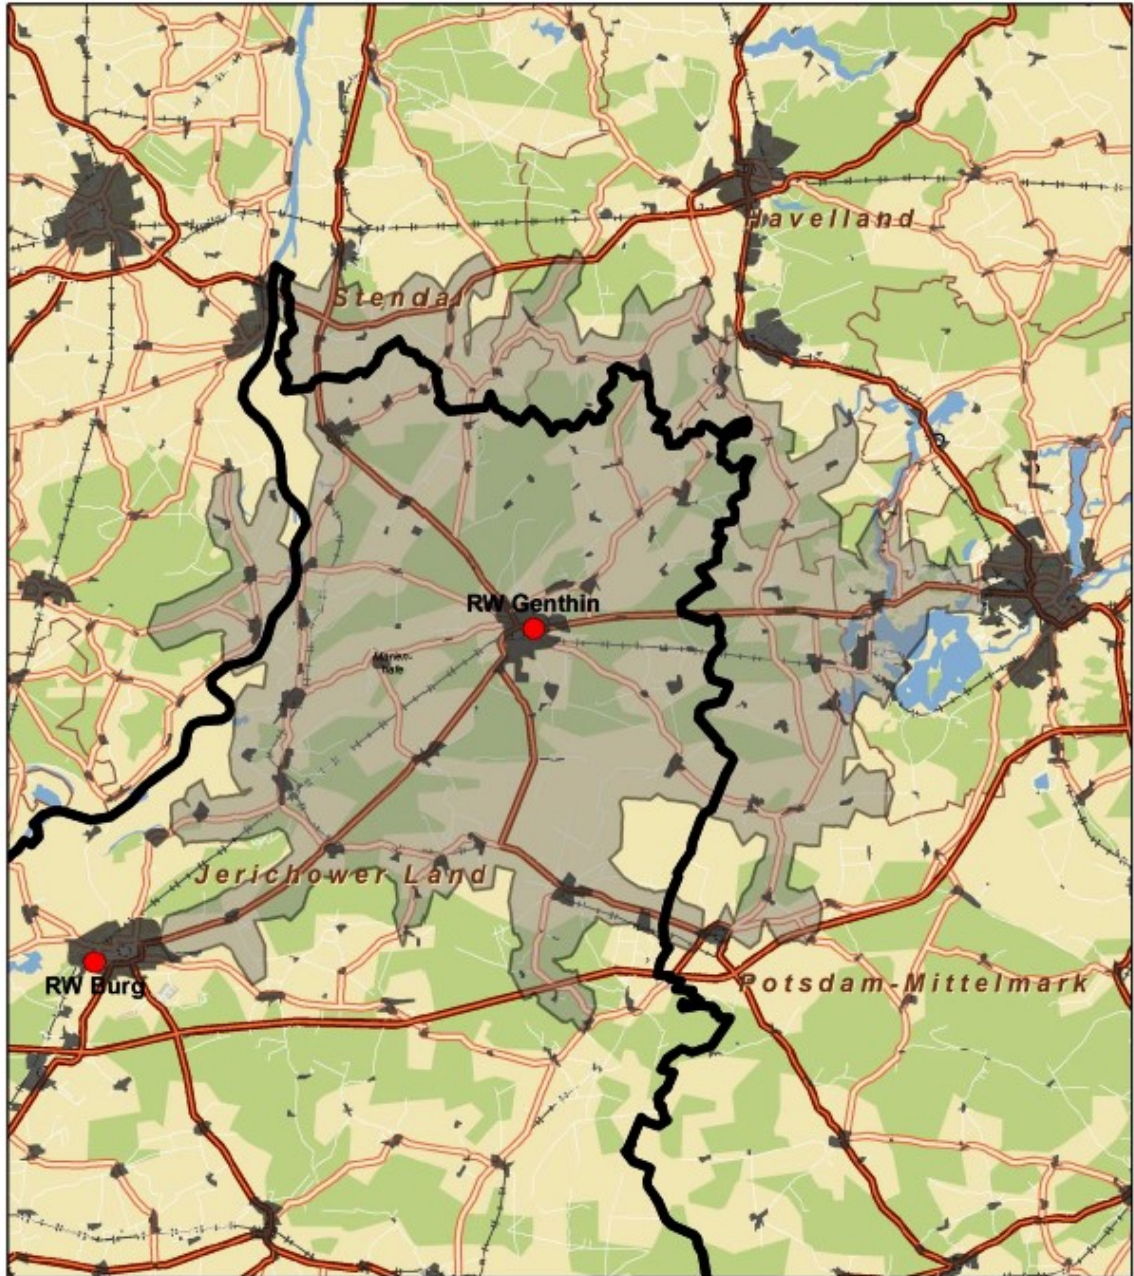 Havelland
Stendal
RW Genthin
Jerichower Land
RW Burg
Potsdam-Mittelmark